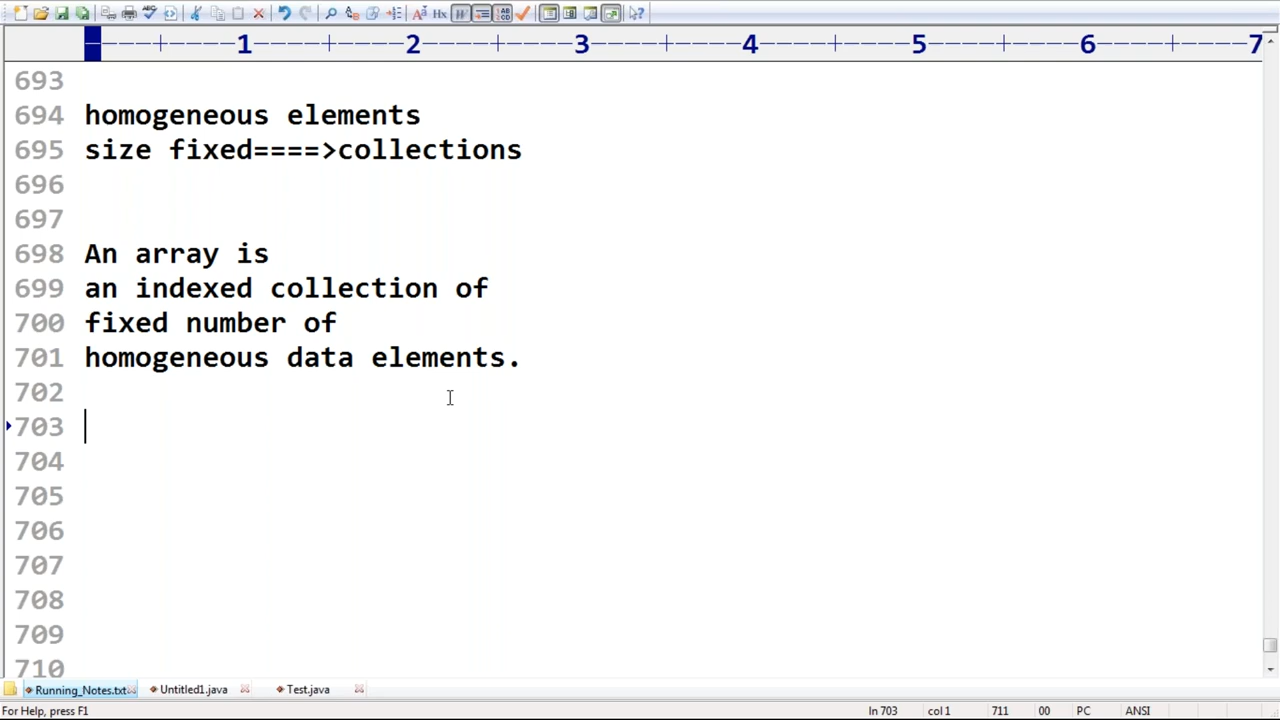 Hx
W
1 2 3 4 5 6 7
693
694 homogeneous elements
695 size fixed====>collections
696
697
698 An array is
699 an indexed collection of
700 fixed number of
701 homogeneous data elements.
702
703
704
705
706
707
708
709
710
Running_Notes.txt Untitled1.java Test.java
For Help, press F1 ln 703 col 1 711 00 PC ANSI